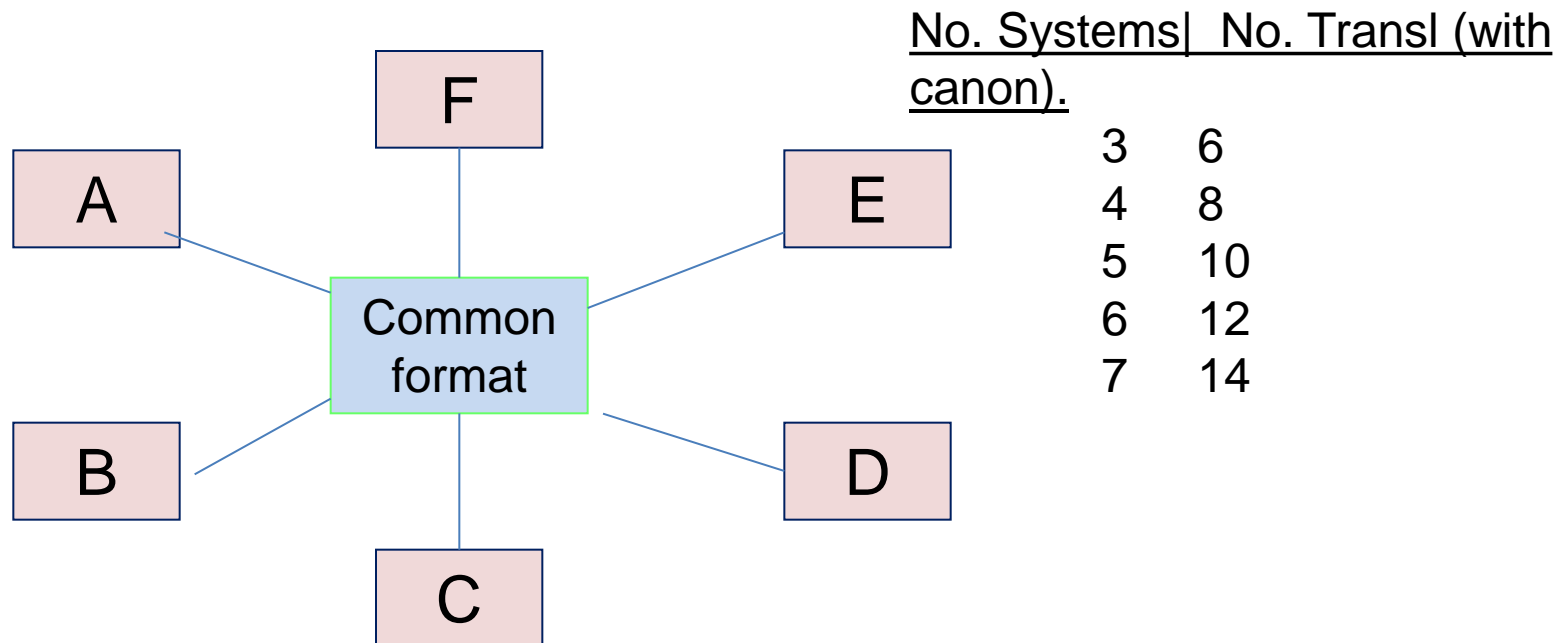 No. Systems| No. Transl (with
canon).
3 6
4 8
5 10
6 12
7 14
F
A
E
Common
format
B
D
C